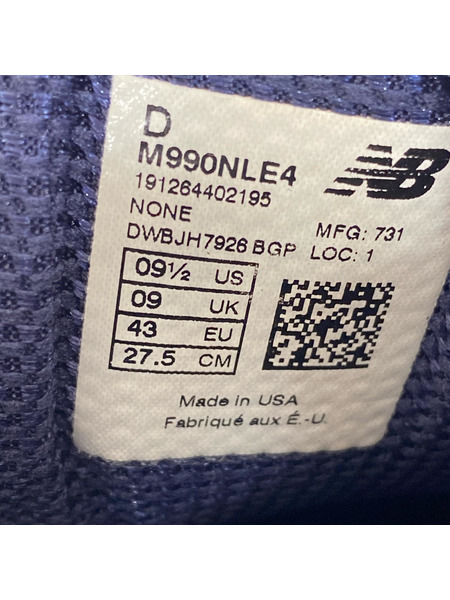 D
M990NLE4
191264402195
NONE
DWBJH7926 BGP
NB
MFG: 731
LOC: 1
09½ US
09 UK
43 EU
27.5 CM
Made in USA
Fabriqué aux É.-U.